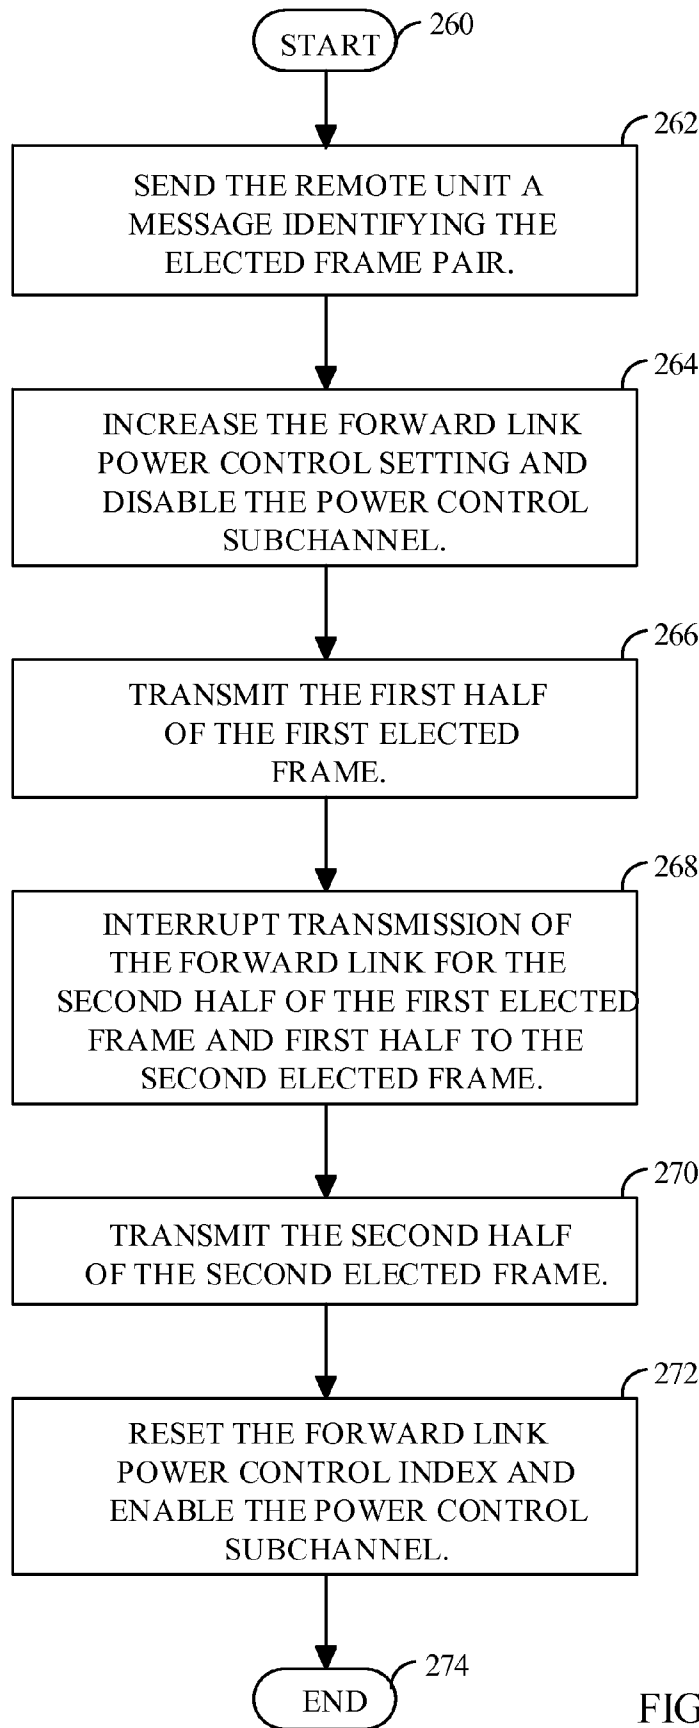 START
260
262
SEND THE REMOTE UNIT A
MESSAGE IDENTIFYING THE
ELECTED FRAME PAIR.
264
INCREASE THE FORWARD LINK
POWER CONTROL SETTING AND
DISABLE THE POWER CONTROL
SUBCHANNEL.
266
TRANSMIT THE FIRST HALF
OF THE FIRST ELECTED
FRAME.
268
INTERRUPT TRANSMISSION OF
THE FORWARD LINK FOR THE
SECOND HALF OF THE FIRST ELECTED
FRAME AND FIRST HALF TO THE
SECOND ELECTED FRAME.
270
TRANSMIT THE SECOND HALF
OF THE SECOND ELECTED FRAME.
272
RESET THE FORWARD LINK
POWER CONTROL INDEX AND
ENABLE THE POWER CONTROL
SUBCHANNEL.
274
END
FIG